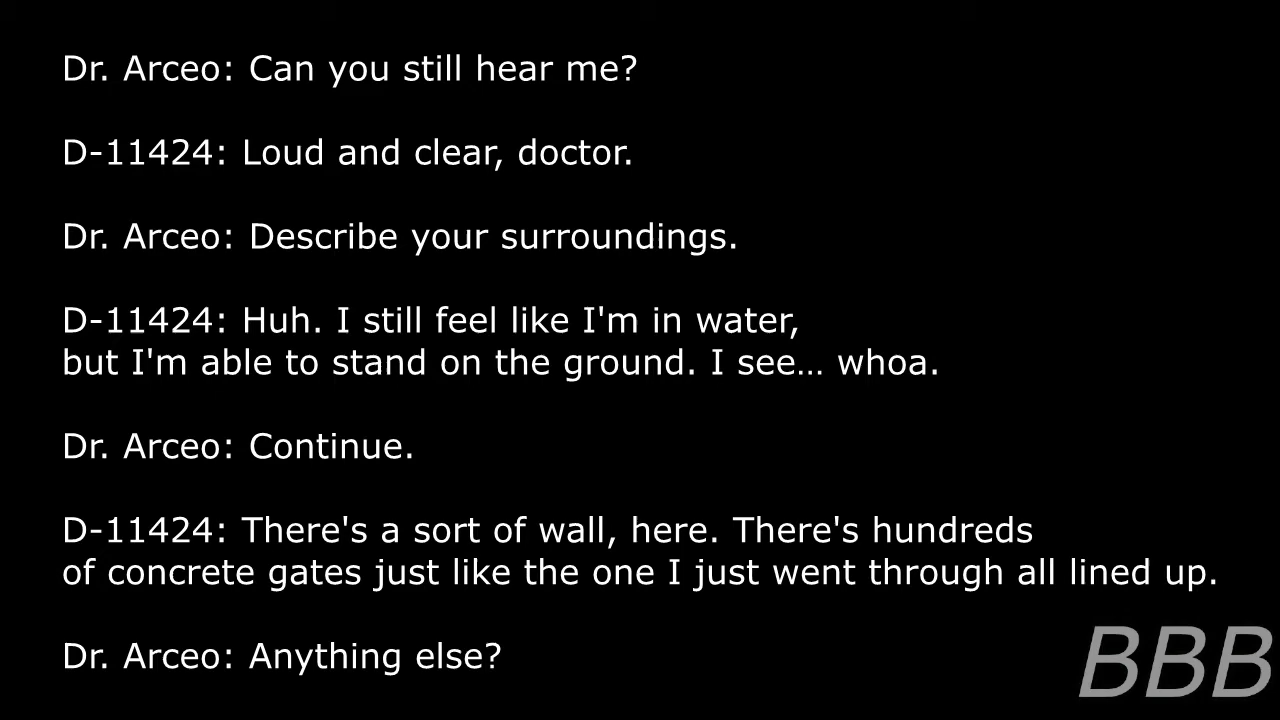 Dr. Arceo: Can you still hear me?
D-11424: Loud and clear, doctor.
Dr. Arceo: Describe your surroundings.
D-11424: Huh. I still feel like I'm in water,
but I'm able to stand on the ground. I see… whoa.
Dr. Arceo: Continue.
D-11424: There's a sort of wall, here. There's hundreds
of concrete gates just like the one I just went through all lined up.
Dr. Arceo: Anything else?
BBB